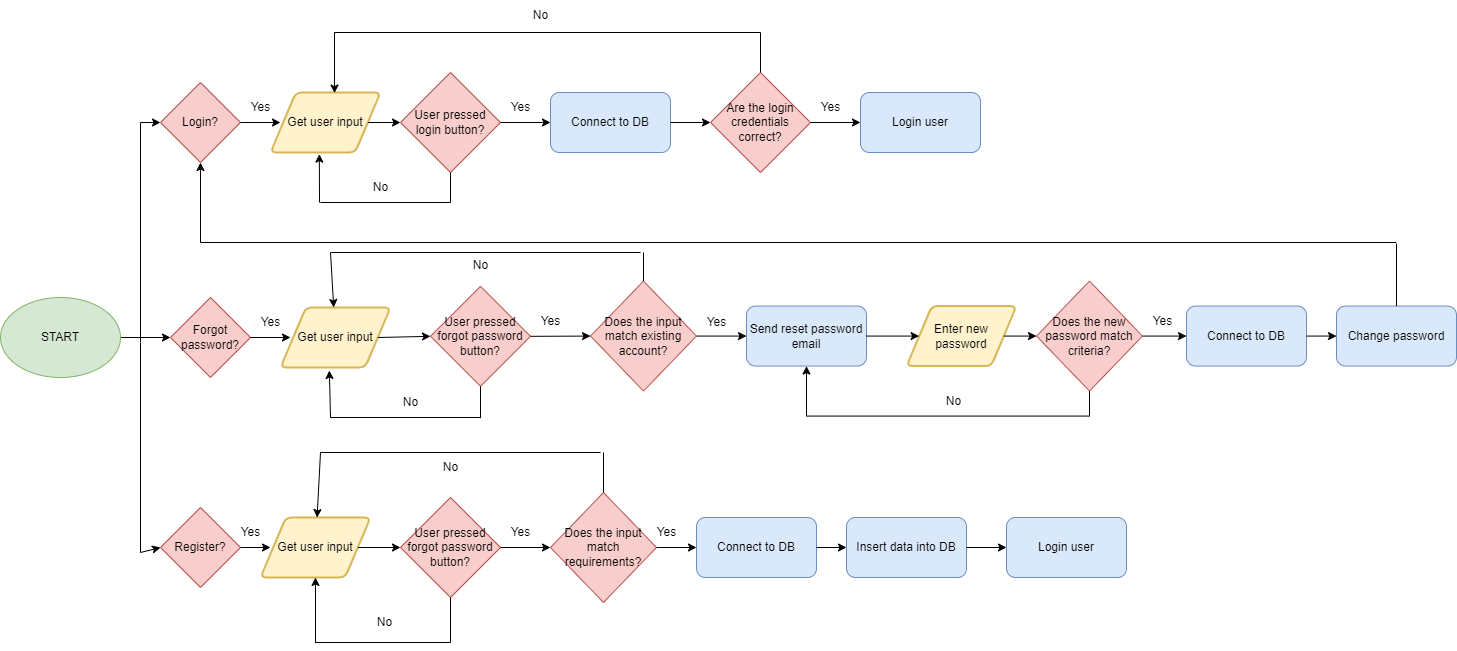 No
Login?
Yes
Get user input
User pressed
login button?
Yes
Connect to DB
Are the login
credentials
correct?
Yes
Login user
No
No
START
Forgot
password?
Yes
Get user input
User pressed
forgot password
button?
Yes
Does the input
match existing
account?
Yes
Send reset password
email
Enter new
password
Does the new
password match
criteria?
Yes
Connect to DB
Change password
No
No
No
Register?
Yes
Get user input
User pressed
forgot password
button?
Yes
Does the input
match
requirements?
Yes
Connect to DB
Insert data into DB
Login user
No